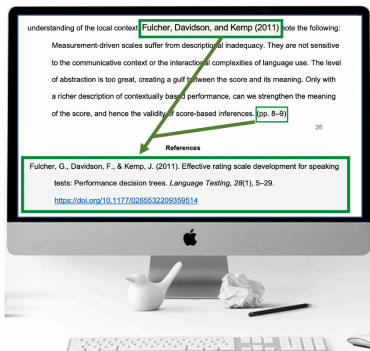 understanding of the local context. Fulcher, Davidson, and Kemp (2011) note the following:
Measurement-driven scales suffer from descriptional inadequacy. They are not sensitive
to the communicative context or the interactional complexities of language use. The level
of abstraction is too great, creating a gulf between the score and its meaning. Only with
a richer description of contextually based performance, can we strengthen the meaning
of the score, and hence the validity of score-based inferences. (pp. 8–9)
26
References
Fulcher, G., Davidson, F., & Kemp, J. (2011). Effective rating scale development for speaking
tests: Performance decision trees. Language Testing, 28(1), 5–29.
https://doi.org/10.1177/0265532209359514